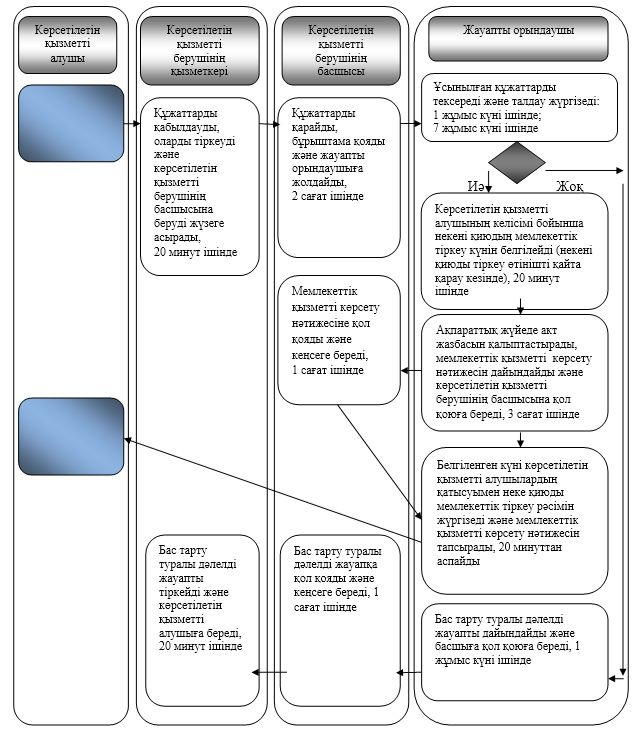 Көрсетілетін
қызметті
алушы
Көрсетілетін
қызметті
берушінің
қызметкері
Көрсетілетін
қызметті
берушінің
басшысы
Жауапты орындаушы
Құжаттарды
қабылдауды,
оларды тіркеуді
және
көрсетілетін
қызметті
берушінің
басшысына
беруді жүзеге
асырады,
20 минут ішінде
Құжаттарды
қарайды,
бұрыштама қояды
және жауапты
орындаушыға
жолдайды,
2 сағат ішінде
Ұсынылған құжаттарды
тексереді және талдау жүргізеді:
1 жұмыс күні ішінде;
7 жұмыс күні ішінде
Иә
Жоқ
Көрсетілетін қызметті
алушының келісімі бойынша
некені қиюдың мемлекеттік
тіркеу күнін белгілейді (некені
қиюды тіркеу өтінішті қайта
қарау кезінде), 20 минут
ішінде
Мемлекеттік
қызметті көрсету
нәтижесіне қол
қояды және
кеңсеге береді,
1 сағат ішінде
Ақпараттық жүйеде акт
жазбасын қалыптастырады,
мемлекеттік қызметті көрсету
нәтижесін дайындайды және
көрсетілетін қызметті
берушінің басшысына қол
қоюға береді, 3 сағат ішінде
Белгіленген күні көрсетілетін
қызметті алушылардың
қатысуымен неке қиюды
мемлекеттік тіркеу рәсімін
жүргізеді және мемлекеттік
қызметті көрсету нәтижесін
тапсырады, 20 минуттан
аспайды
Бас тарту
туралы дәлелді
жауапты
тіркейді және
көрсетілетін
қызметті
алушыға береді,
20 минут ішінде
Бас тарту туралы
дәлелді жауапқа
қол қояды және
кеңсеге береді, 1
сағат ішінде
Бас тарту туралы дәлелді
жауапты дайындайды және
басшыға қол қоюға береді, 1
жұмыс күні ішінде